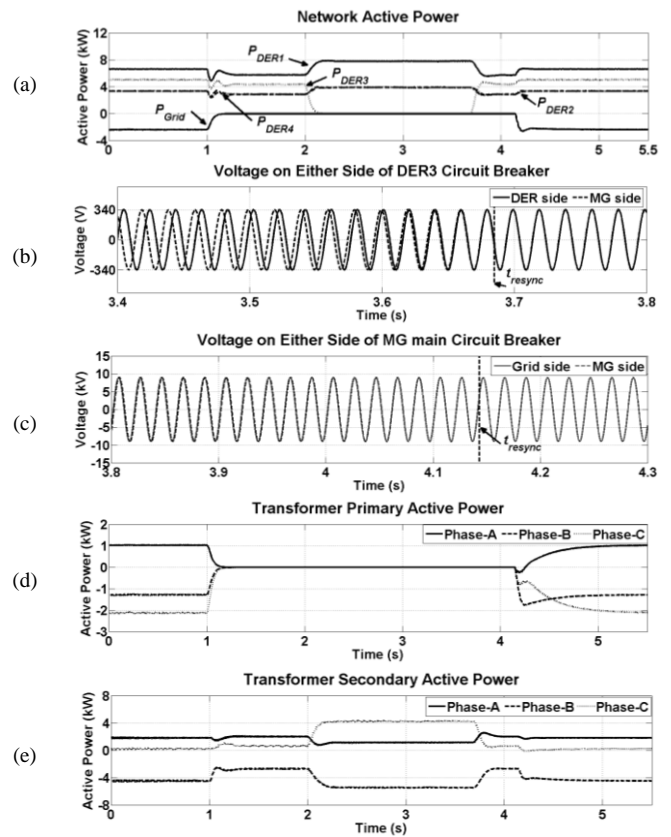 Network Active Power
(a)
Active Power (kW)
12
8
4
0
-4
P_DER1
P_DER3
P_Grid
P_DER4
P_DER2
0 1 2 3 4 5 5.5
Voltage on Either Side of DER3 Circuit Breaker
(b)
Voltage (V)
340
0
-340
DER side MG side
t_resync
3.4 3.5 3.6 3.7 3.8
Time (s)
Voltage on Either Side of MG main Circuit Breaker
(c)
Voltage (kV)
15
10
5
0
-5
-10
-15
Grid side MG side
t_resync
3.8 3.9 4 4.1 4.2 4.3
Time (s)
Transformer Primary Active Power
(d)
Active Power (kW)
2
1
0
-1
-2
-3
Phase-A Phase-B Phase-C
0 1 2 3 4 5
Time (s)
Transformer Secondary Active Power
(e)
Active Power (kW)
8
4
0
-4
-8
Phase-A Phase-B Phase-C
0 1 2 3 4 5
Time (s)